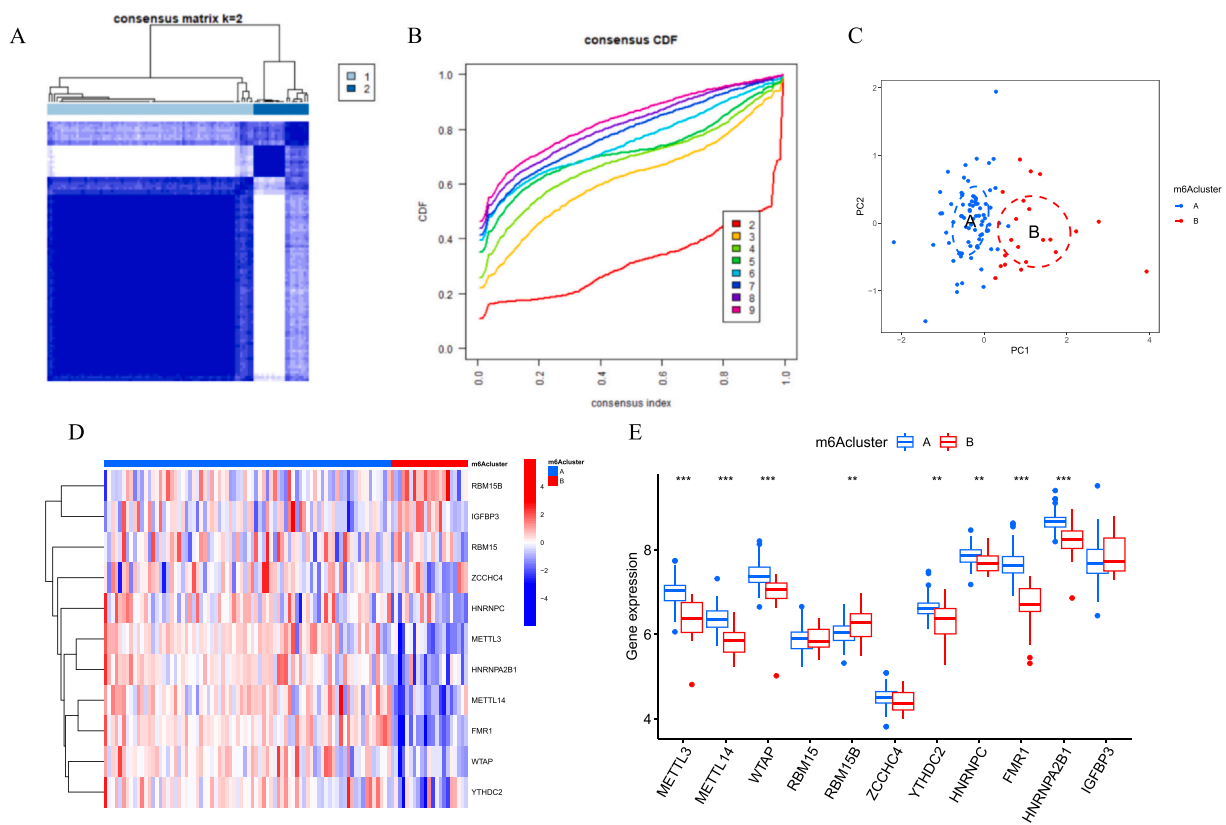 A
consensus matrix k=2
1
2
B
consensus CDF
CDF
1.0
0.8
0.6
0.4
0.2
0.0
2
3
4
5
6
7
8
9
0.0
0.2
0.4
0.6
0.8
1.0
consensus index
C
PC2
2
1
0
−1
A
B
−2
0
2
4
PC1
m6Acluster
A
B
D
m6Acluster
RBM15B
IGFBP3
RBM15
ZCCHC4
HNRNPC
METTL3
HNRNPA2B1
METTL14
FMR1
WTAP
YTHDC2
4
2
0
−2
−4
m6Acluster
A
B
E
m6Acluster A B
Gene expression
8
6
4
*** *** *** ** ** ** *** ***
METTL3
METTL14
WTAP
RBM15
RBM15B
ZCCHC4
YTHDC2
HNRNPC
FMR1
HNRNPA2B1
IGFBP3